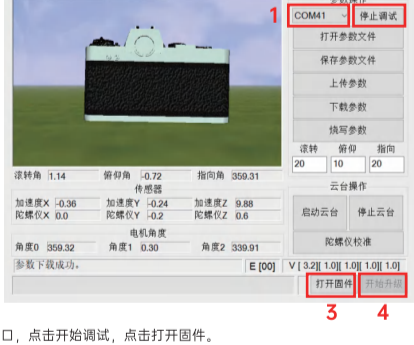 参数操作
1 COM41 停止调试
打开参数文件
保存参数文件
上传参数
下载参数
烧写参数
滚转 俯仰 指向
20 10 20
滚转角 1.14 俯仰角 -0.72 指向角 359.31
云台操作
传感器
加速度X -0.36 加速度Y -0.24 加速度Z 9.88
陀螺仪X 0.0 陀螺仪Y -0.2 陀螺仪Z 0.6
启动云台 停止云台
电机角度
陀螺仪校准
角度0 359.32 角度1 0.30 角度2 339.91
参数下载成功。 E [00] V [ 3.2][ 1.0][ 1.0][ 1.0][ 1.0]
打开固件 开始升级
3 4
口，点击开始调试，点击打开固件。